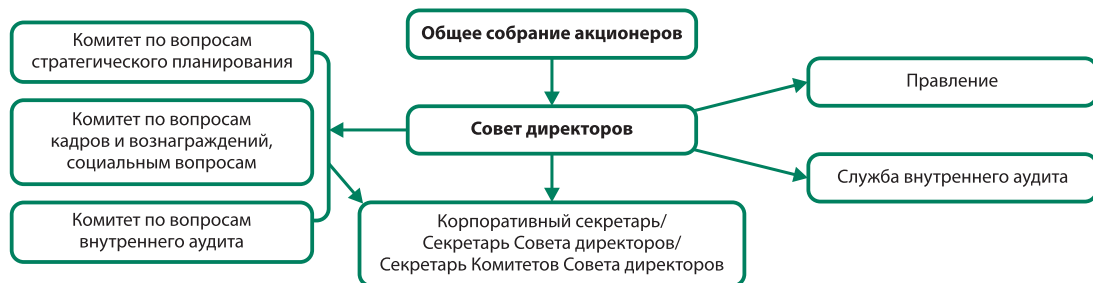 Комитет по вопросам
стратегического планирования
Комитет по вопросам
кадров и вознаграждений,
социальным вопросам
Комитет по вопросам
внутреннего аудита
Общее собрание акционеров
Совет директоров
Корпоративный секретарь/
Секретарь Совета директоров/
Секретарь Комитетов Совета директоров
Правление
Служба внутреннего аудита